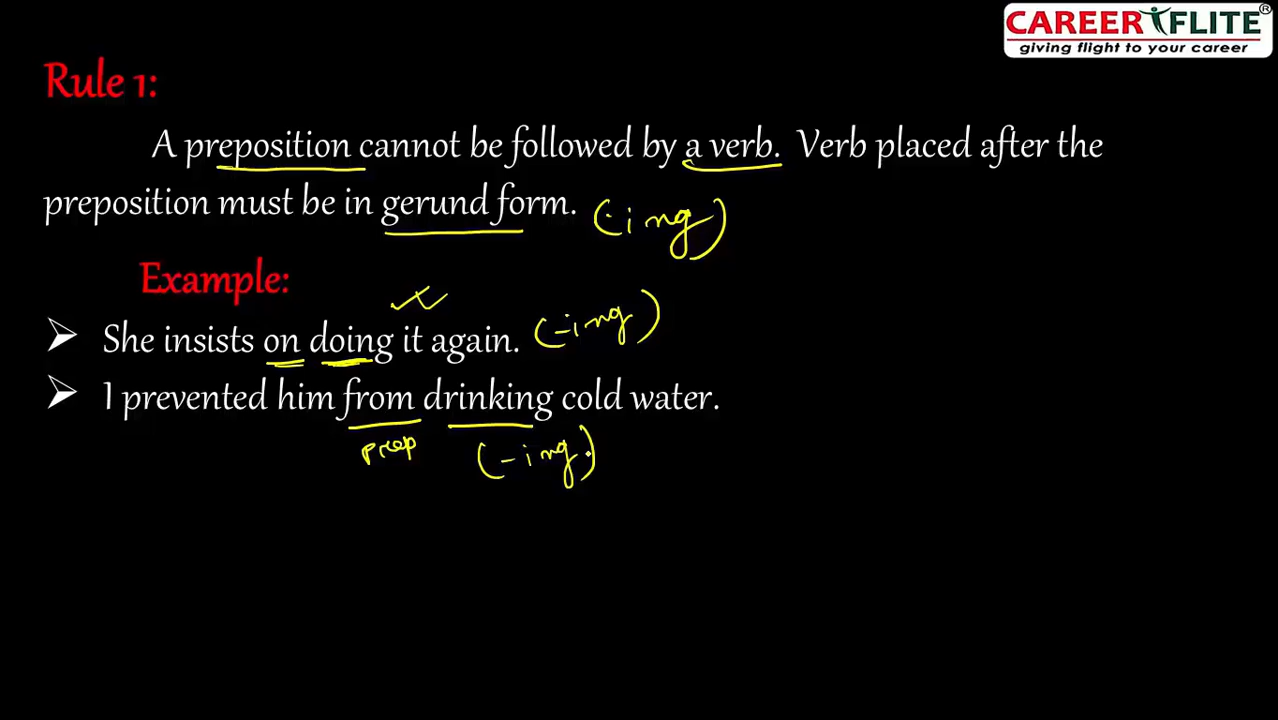 CAREER FLITE®
giving flight to your career
Rule 1:
A preposition cannot be followed by a verb. Verb placed after the
preposition must be in gerund form. (-ing)
Example:
➢ She insists on doing it again. (-ing)
➢ I prevented him from drinking cold water.
prep (-ing)